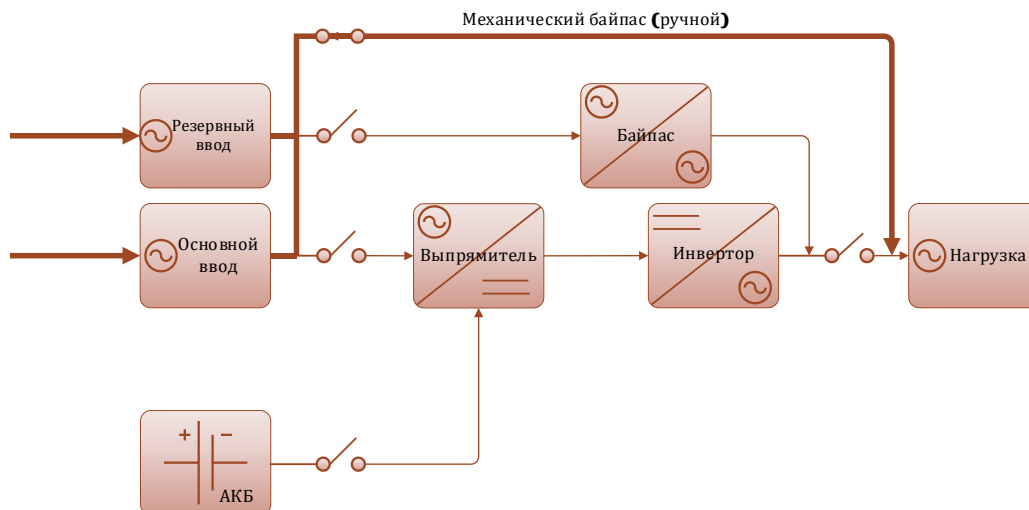 Механический байпас (ручной)
Резервный
ввод
Байпас
Основной
ввод
Выпрямитель
Инвертор
Нагрузка
+ −
АКБ